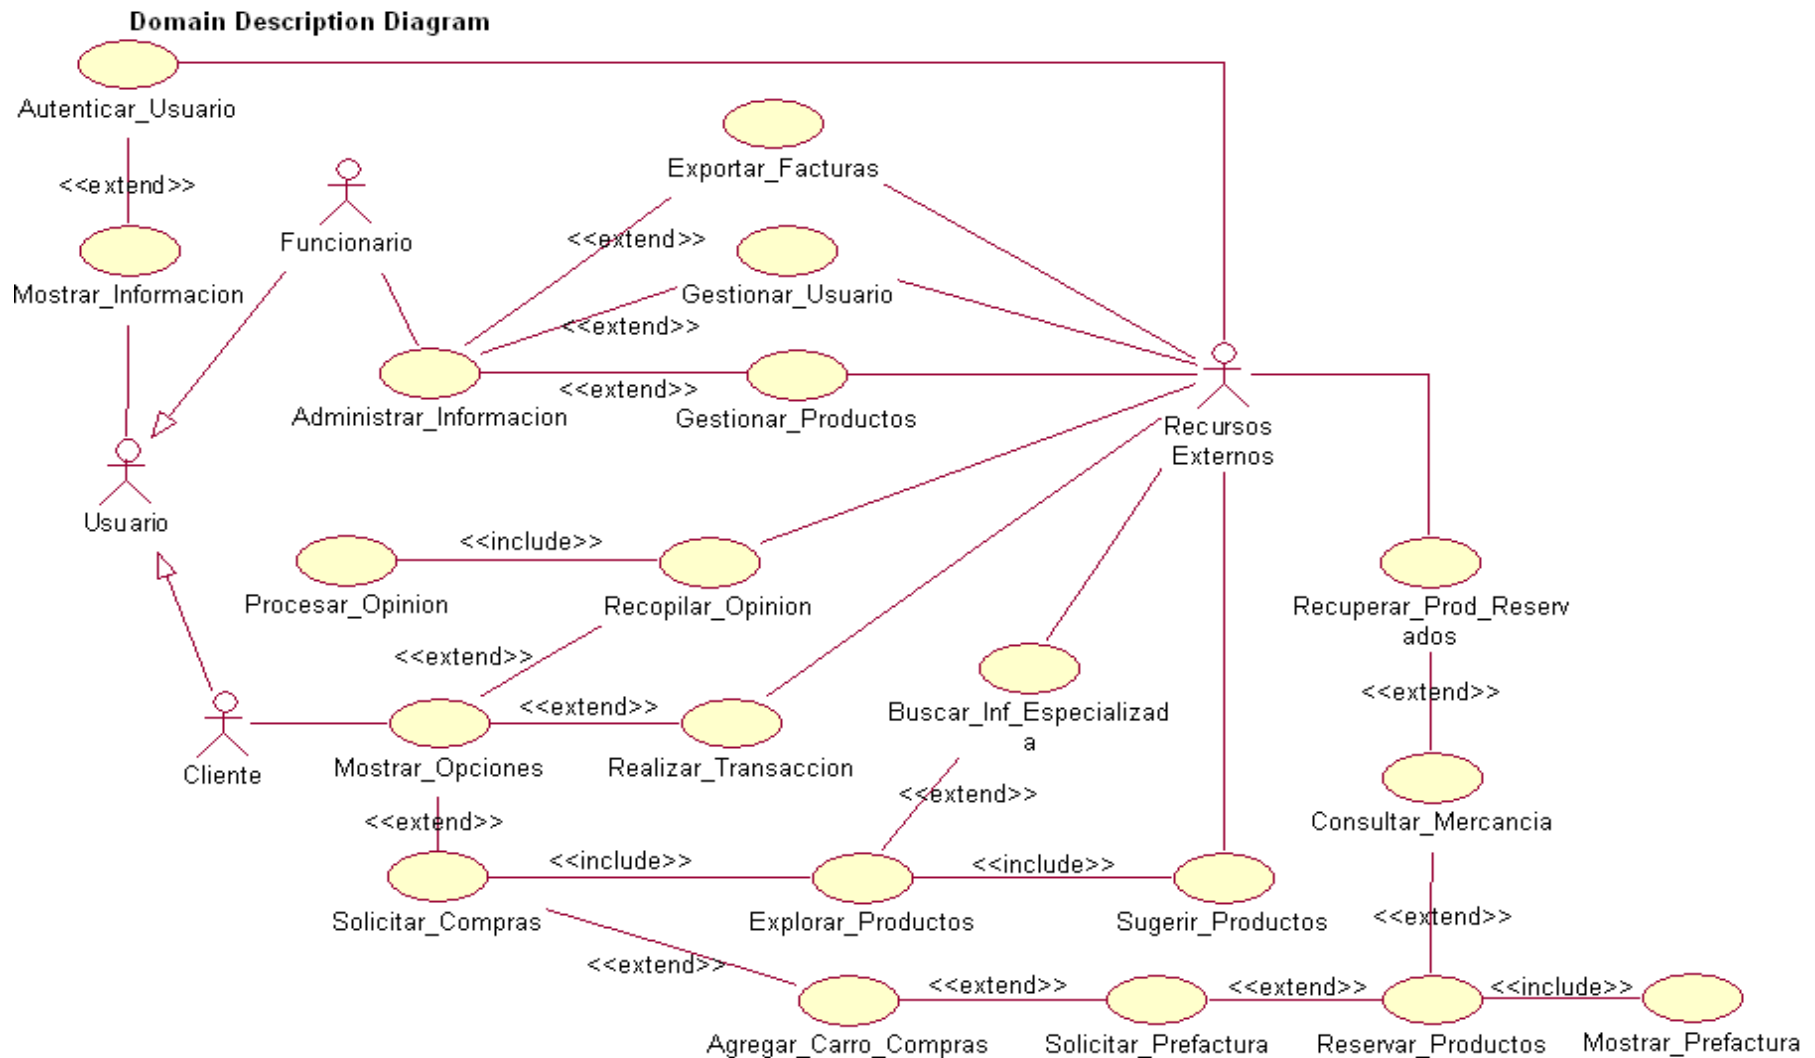 Domain Description Diagram
Autenticar_Usuario
Exportar_Facturas
<<extend>>
Funcionario
<<extend>>
Mostrar_Informacion
Gestionar_Usuario
<<extend>>
<<extend>>
Administrar_Informacion
Gestionar_Productos
Recursos
Externos
Usuario
<<include>>
Procesar_Opinion
Recopilar_Opinion
Recuperar_Prod_Reserv
ados
<<extend>>
<<extend>>
<<extend>>
Buscar_Inf_Especializad
a
Cliente
Mostrar_Opciones
Realizar_Transaccion
<<extend>>
<<extend>>
Consultar_Mercancia
<<include>>
<<include>>
Solicitar_Compras
Explorar_Productos
Sugerir_Productos
<<extend>>
<<extend>>
<<extend>>
<<extend>>
<<include>>
Agregar_Carro_Compras
Solicitar_Prefactura
Reservar_Productos
Mostrar_Prefactura